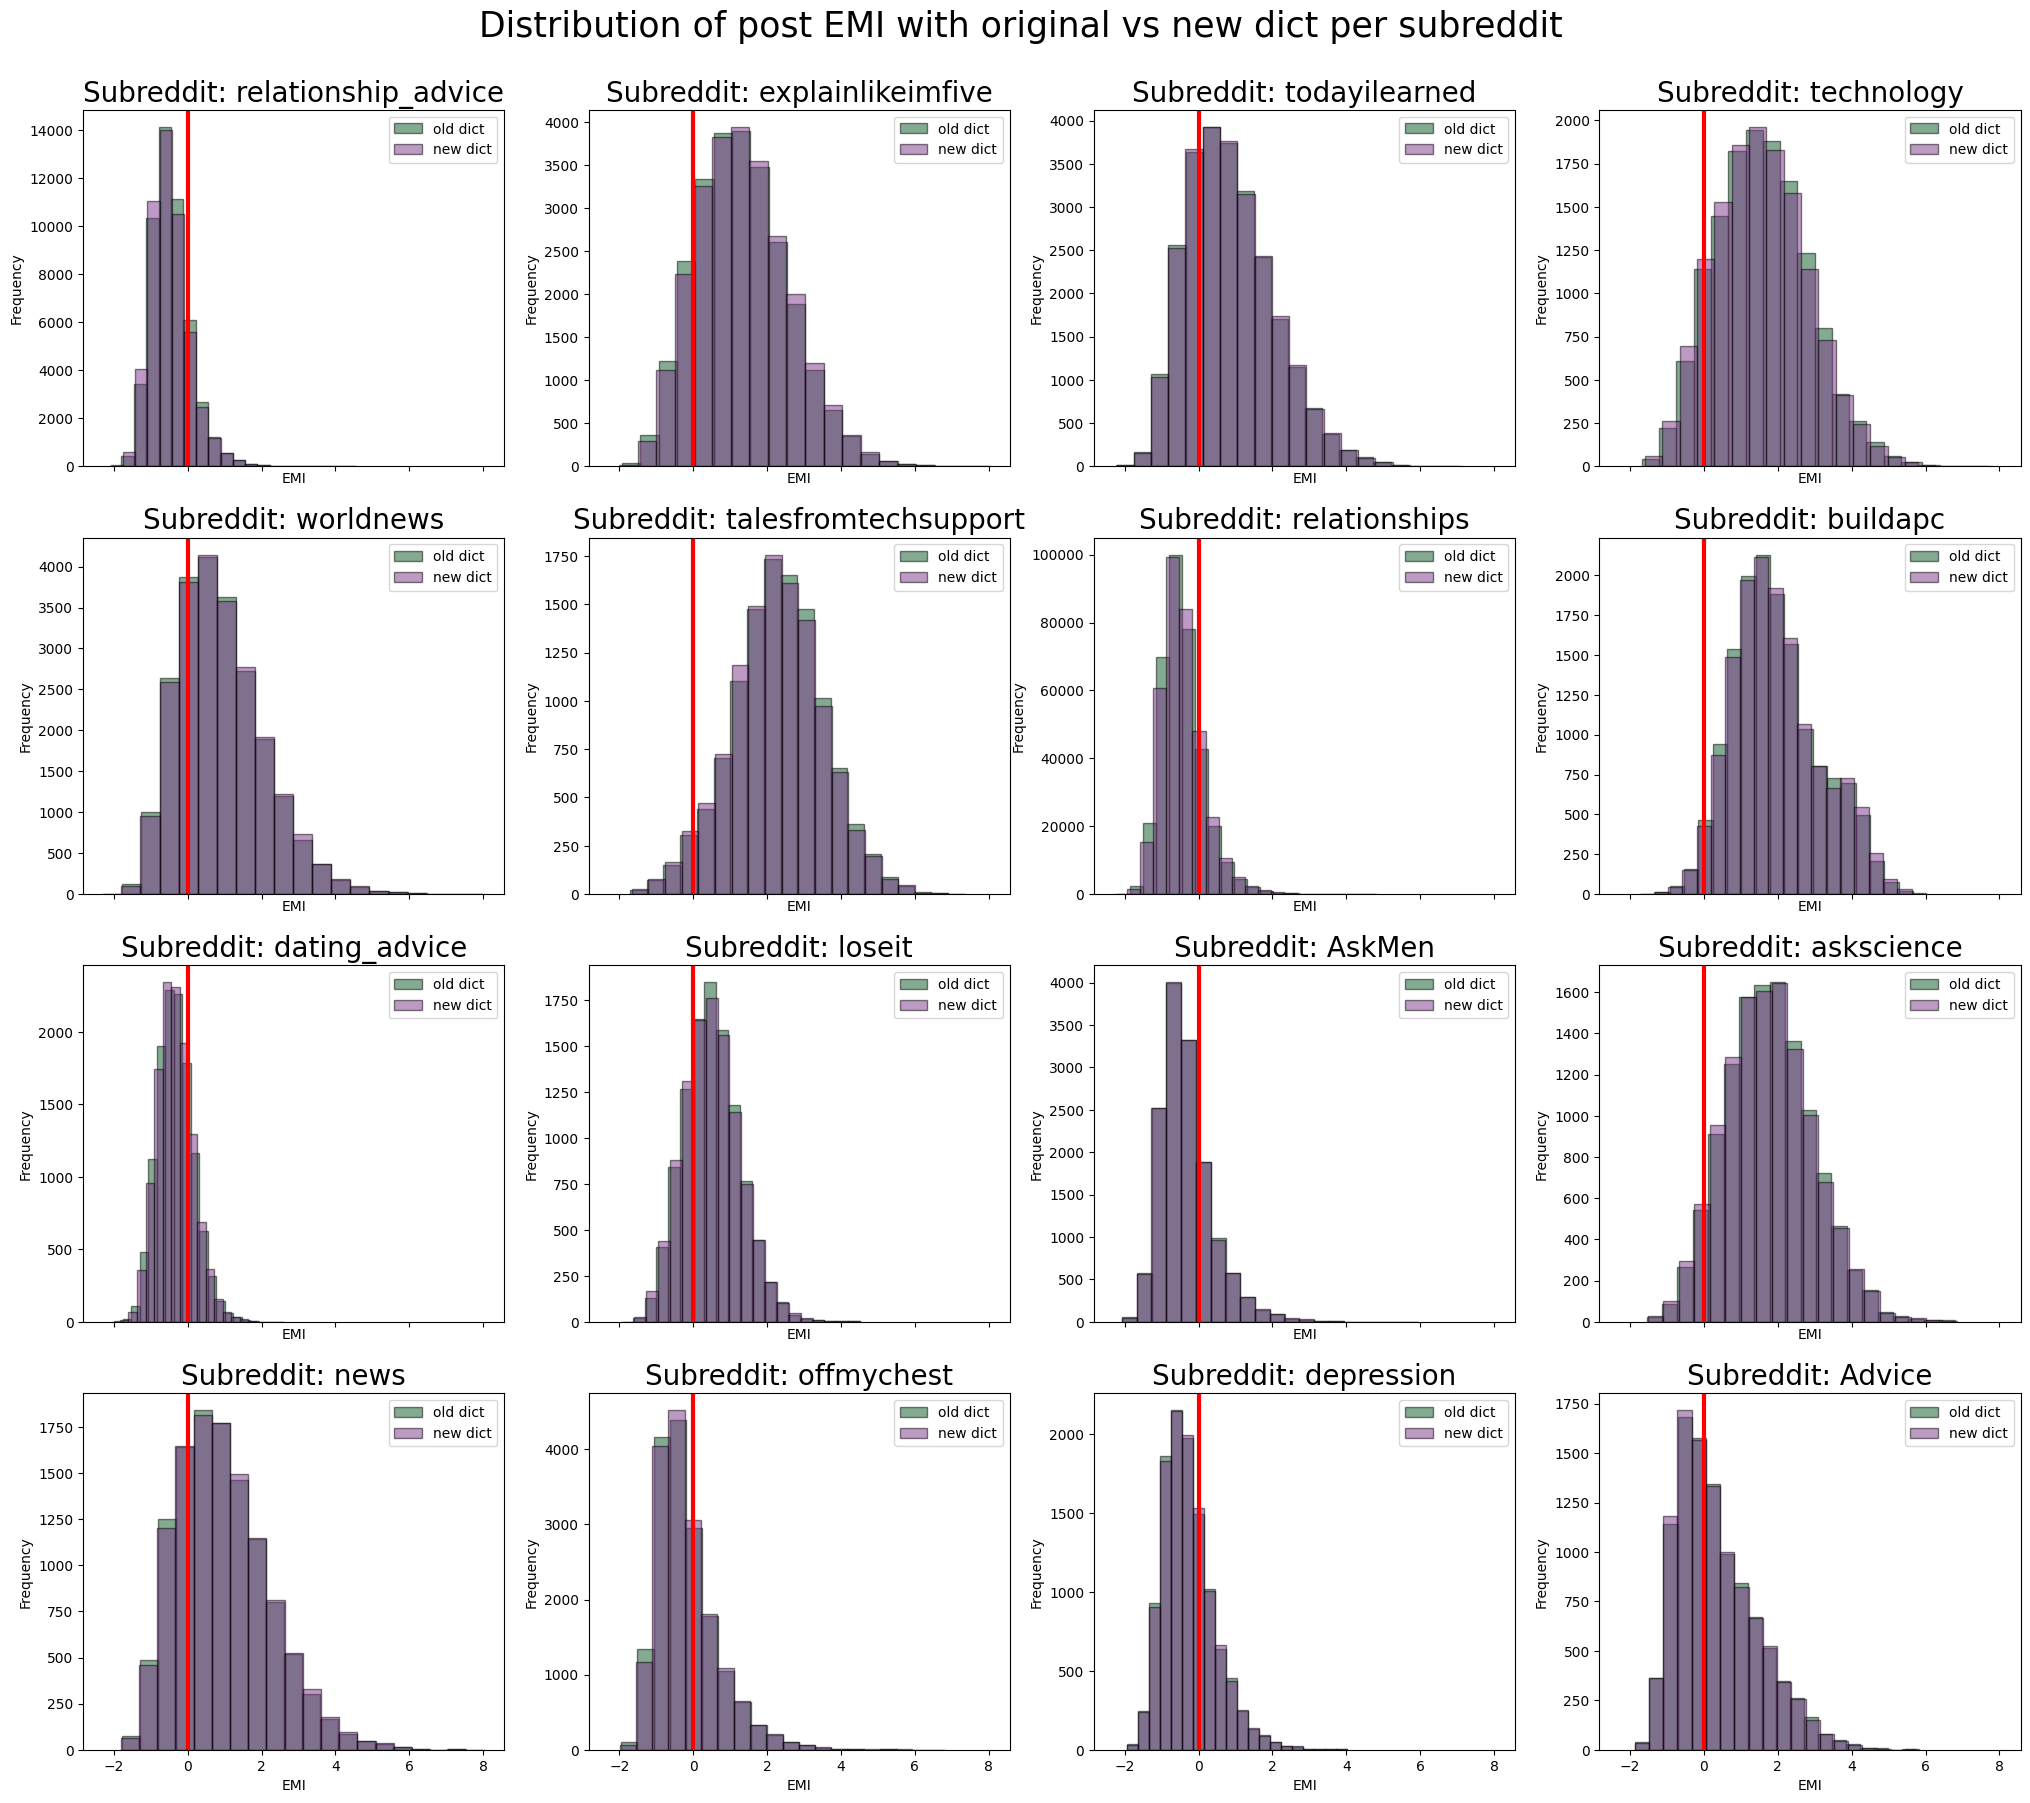 Distribution of post EMI with original vs new dict per subreddit
Subreddit: relationship_advice
Frequency
14000
12000
10000
8000
6000
4000
2000
0
old dict
new dict
EMI
Subreddit: explainlikeimfive
Frequency
4000
3500
3000
2500
2000
1500
1000
500
0
old dict
new dict
EMI
Subreddit: todayilearned
Frequency
4000
3500
3000
2500
2000
1500
1000
500
0
old dict
new dict
EMI
Subreddit: technology
Frequency
2000
1750
1500
1250
1000
750
500
250
0
old dict
new dict
EMI
Subreddit: worldnews
Frequency
4000
3500
3000
2500
2000
1500
1000
500
0
old dict
new dict
EMI
Subreddit: talesfromtechsupport
Frequency
1750
1500
1250
1000
750
500
250
0
old dict
new dict
EMI
Subreddit: relationships
Frequency
100000
80000
60000
40000
20000
0
old dict
new dict
EMI
Subreddit: buildapc
Frequency
2000
1750
1500
1250
1000
750
500
250
0
old dict
new dict
EMI
Subreddit: dating_advice
Frequency
2000
1500
1000
500
0
old dict
new dict
EMI
Subreddit: loseit
Frequency
1750
1500
1250
1000
750
500
250
0
old dict
new dict
EMI
Subreddit: AskMen
Frequency
4000
3500
3000
2500
2000
1500
1000
500
0
old dict
new dict
EMI
Subreddit: askscience
Frequency
1600
1400
1200
1000
800
600
400
200
0
old dict
new dict
EMI
Subreddit: news
Frequency
1750
1500
1250
1000
750
500
250
0
old dict
new dict
−2 0 2 4 6 8
EMI
Subreddit: offmychest
Frequency
4000
3000
2000
1000
0
old dict
new dict
−2 0 2 4 6 8
EMI
Subreddit: depression
Frequency
2000
1500
1000
500
0
old dict
new dict
−2 0 2 4 6 8
EMI
Subreddit: Advice
Frequency
1750
1500
1250
1000
750
500
250
0
old dict
new dict
−2 0 2 4 6 8
EMI